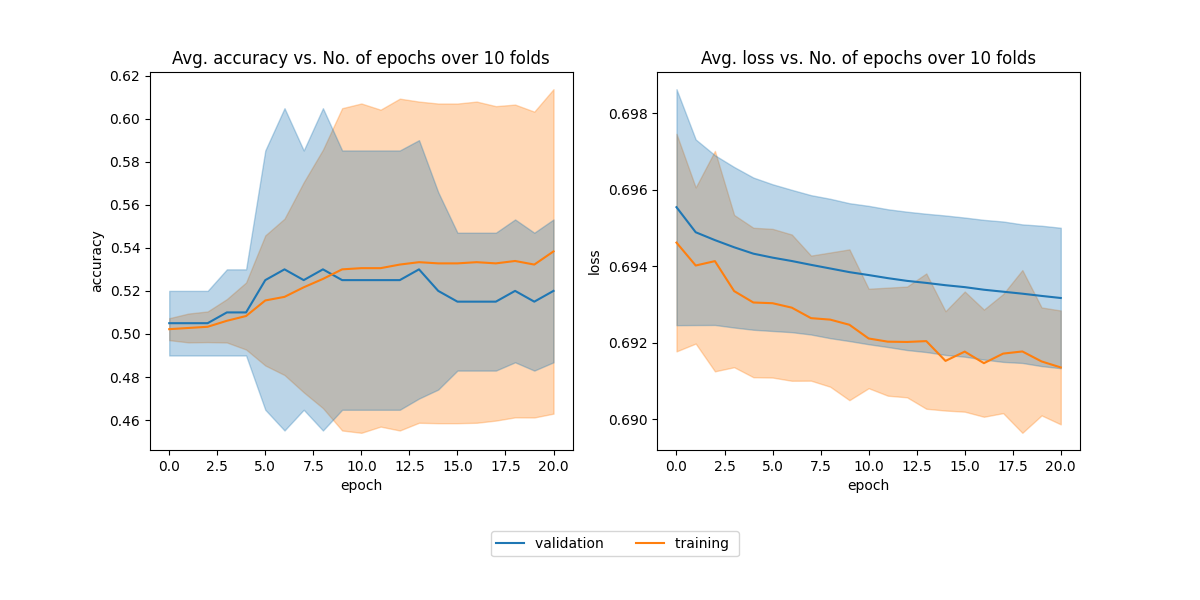 Avg. accuracy vs. No. of epochs over 10 folds
0.62
0.60
0.58
0.56
0.54
0.52
0.50
0.48
0.46
accuracy
0.0 2.5 5.0 7.5 10.0 12.5 15.0 17.5 20.0
epoch
Avg. loss vs. No. of epochs over 10 folds
0.698
0.696
0.694
0.692
0.690
loss
0.0 2.5 5.0 7.5 10.0 12.5 15.0 17.5 20.0
epoch
validation training